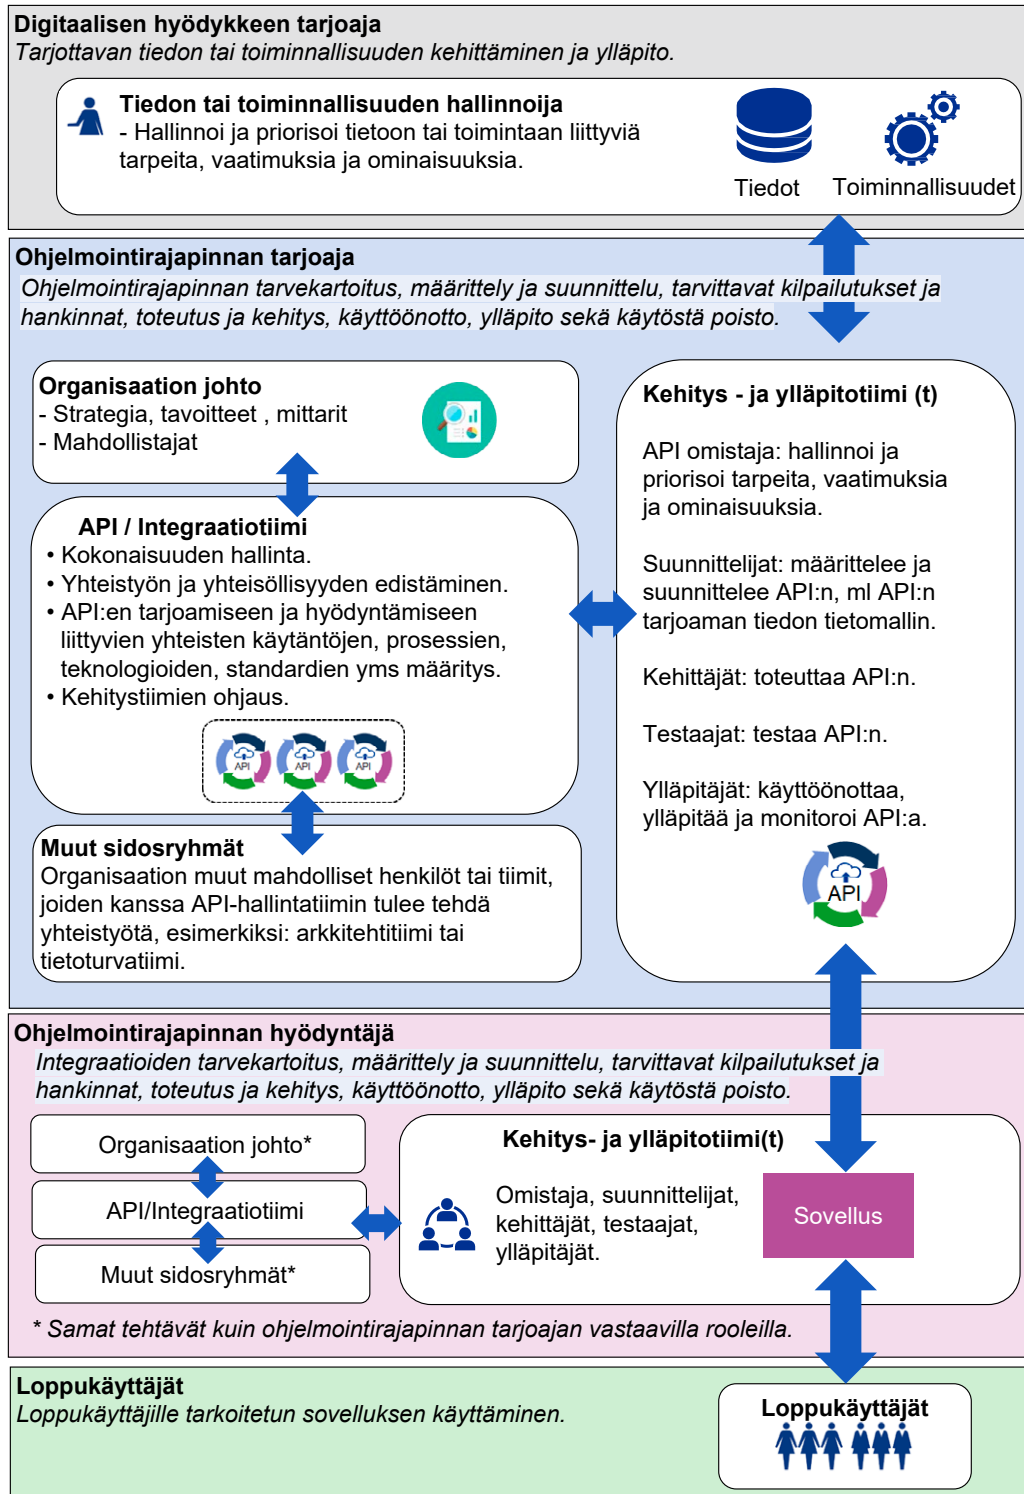 Digitaalisen hyödykkeen tarjoaja
Tarjottavan tiedon tai toiminnallisuuden kehittäminen ja ylläpito.
Tiedon tai toiminnallisuuden hallinnoija
- Hallinnoi ja priorisoi tietoon tai toimintaan liittyviä
tarpeita, vaatimuksia ja ominaisuuksia.
Tiedot
Toiminnallisuudet
Ohjelmointirajapinnan tarjoaja
Ohjelmointirajapinnan tarvekartoitus, määrittely ja suunnittelu, tarvittavat kilpailutukset ja
hankinnat, toteutus ja kehitys, käyttöönotto, ylläpito sekä käytöstä poisto.
Organisaation johto
- Strategia, tavoitteet , mittarit
- Mahdollistajat
API / Integraatiotiimi
• Kokonaisuuden hallinta.
• Yhteistyön ja yhteisöllisyyden edistäminen.
• API:en tarjoamiseen ja hyödyntämiseen
liittyvien yhteisten käytäntöjen, prosessien,
teknologioiden, standardien yms määritys.
• Kehitystiimien ohjaus.
API
API
API
Muut sidosryhmät
Organisaation muut mahdolliset henkilöt tai tiimit,
joiden kanssa API-hallintatiimin tulee tehdä
yhteistyötä, esimerkiksi: arkkitehtitiimi tai
tietoturvatiimi.
Kehitys - ja ylläpitotiimi (t)
API omistaja: hallinnoi ja
priorisoi tarpeita, vaatimuksia
ja ominaisuuksia.
Suunnittelijat: määrittelee ja
suunnittelee API:n, ml API:n
tarjoaman tiedon tietomallin.
Kehittäjät: toteuttaa API:n.
Testaajat: testaa API:n.
Ylläpitäjät: käyttöönottaa,
ylläpitää ja monitoroi API:a.
API
Ohjelmointirajapinnan hyödyntäjä
Integraatioiden tarvekartoitus, määrittely ja suunnittelu, tarvittavat kilpailutukset ja
hankinnat, toteutus ja kehitys, käyttöönotto, ylläpito sekä käytöstä poisto.
Organisaation johto*
API/Integraatiotiimi
Muut sidosryhmät*
Kehitys- ja ylläpitotiimi(t)
Omistaja, suunnittelijat,
kehittäjät, testaajat,
ylläpitäjät.
Sovellus
* Samat tehtävät kuin ohjelmointirajapinnan tarjoajan vastaavilla rooleilla.
Loppukäyttäjät
Loppukäyttäjille tarkoitetun sovelluksen käyttäminen.
Loppukäyttäjät